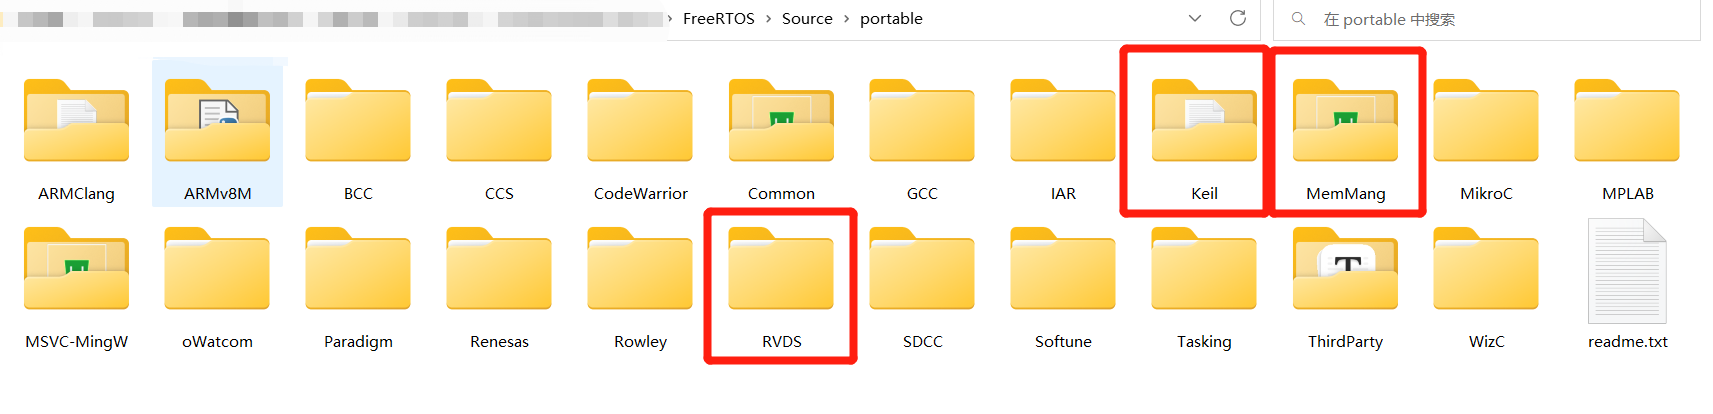 FreeRTOS > Source > portable
在 portable 中搜索
ARMClang ARMv8M BCC CCS CodeWarrior Common GCC IAR Keil MemMang MikroC MPLAB
MSVC-MingW oWatcom Paradigm Renesas Rowley RVDS SDCC Softune Tasking ThirdParty WizC readme.txt